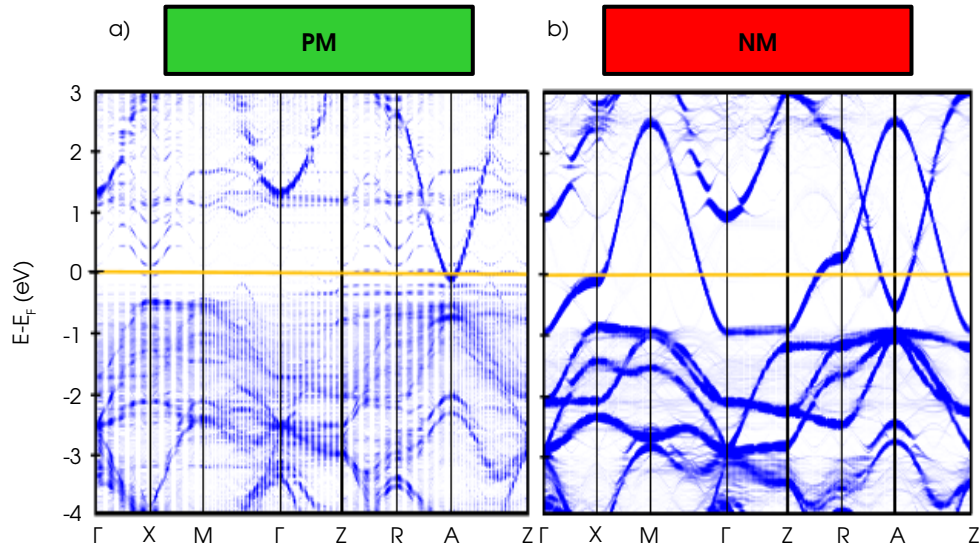 a)
PM
b)
NM
E-E_F (eV)
3
2
1
0
-1
-2
-3
-4
Γ X M Γ Z R A Z
Γ X M Γ Z R A Z